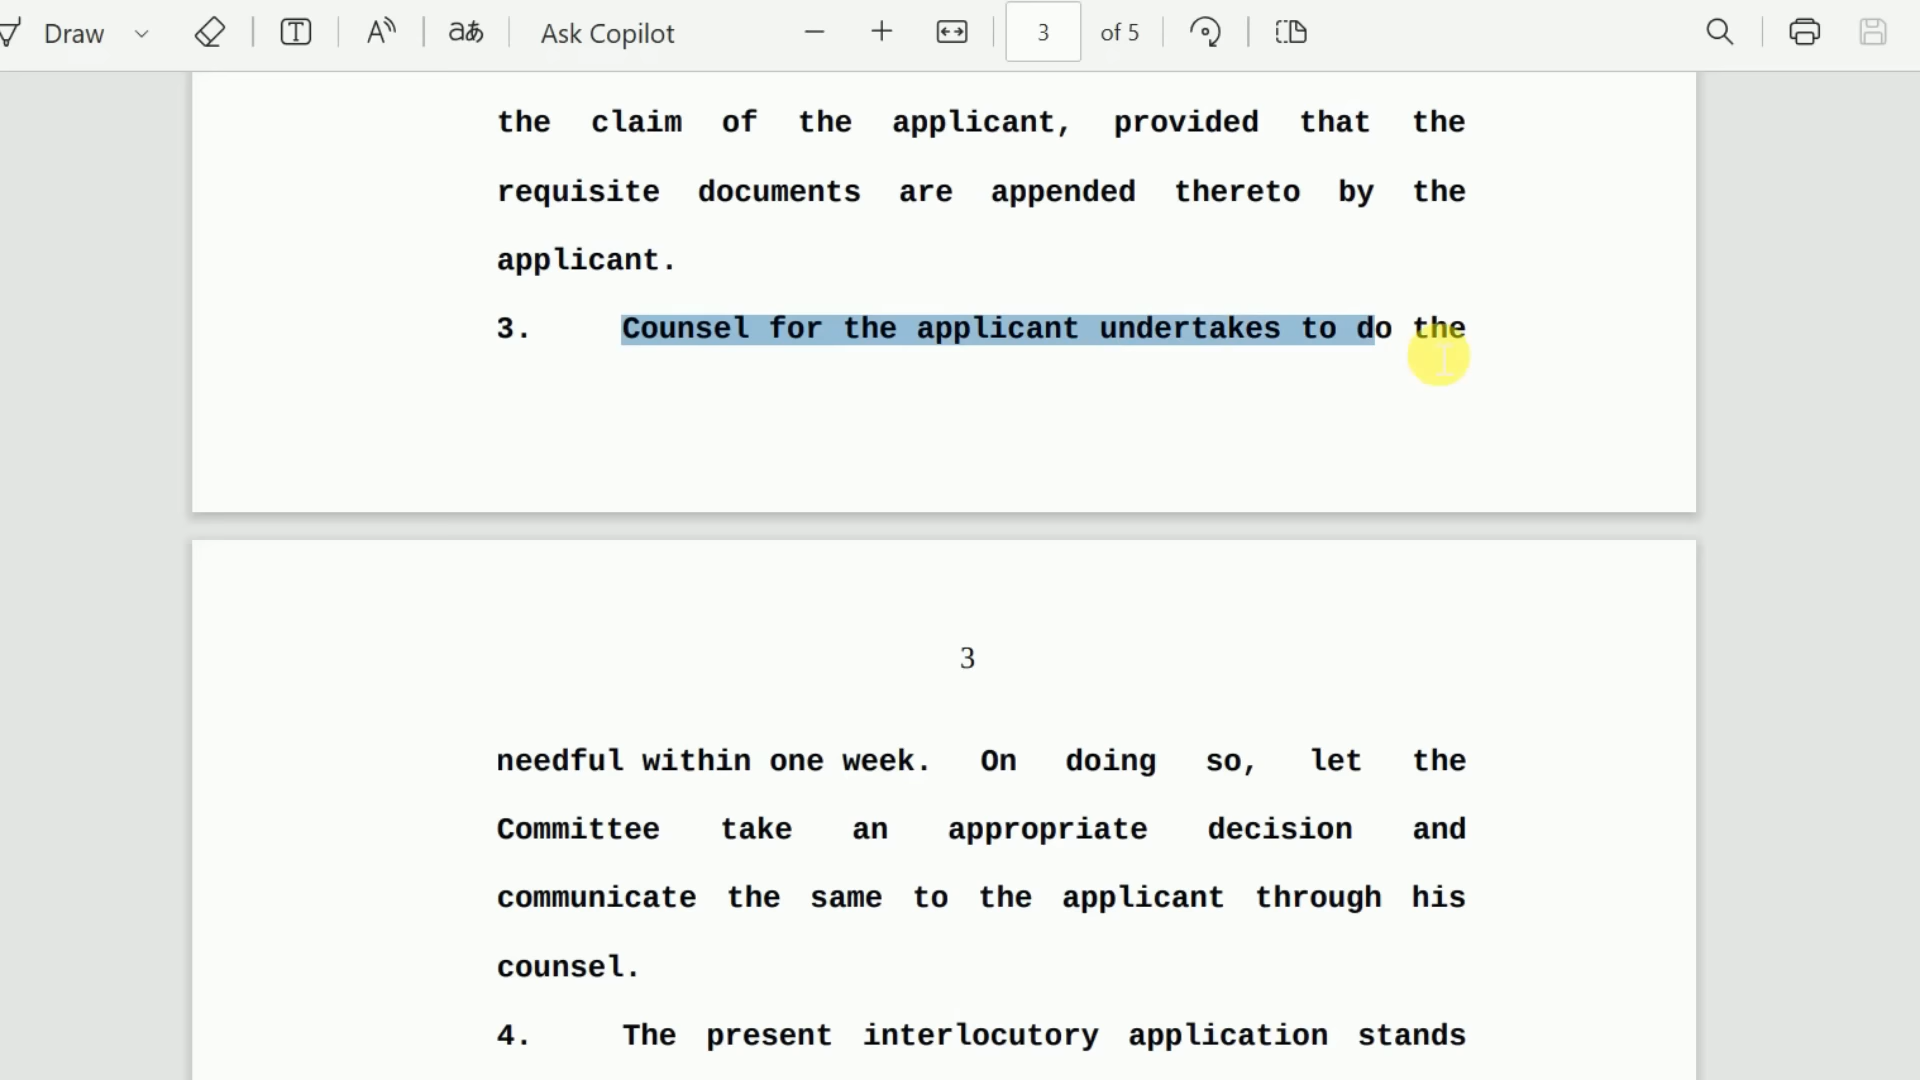 Draw
aあ
Ask Copilot
3
of 5
the claim of the applicant, provided that the
requisite documents are appended thereto by the
applicant.
3. Counsel for the applicant undertakes to do the
3
needful within one week. On doing so, let the
Committee take an appropriate decision and
communicate the same to the applicant through his
counsel.
4. The present interlocutory application stands